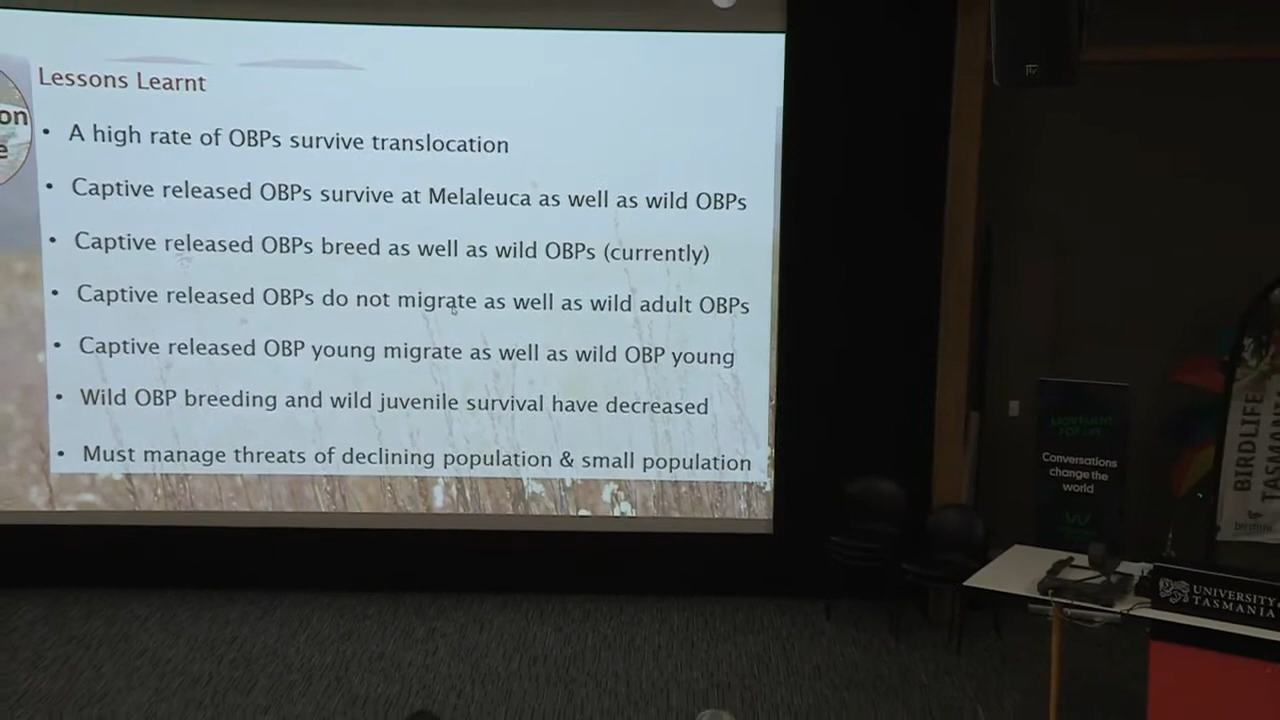 on
e
Lessons Learnt
• A high rate of OBPs survive translocation
• Captive released OBPs survive at Melaleuca as well as wild OBPs
• Captive released OBPs breed as well as wild OBPs (currently)
• Captive released OBPs do not migrate as well as wild adult OBPs
• Captive released OBP young migrate as well as wild OBP young
• Wild OBP breeding and wild juvenile survival have decreased
• Must manage threats of declining population & small population
MOVEMENT
FOR LIFE
Conversations
change the
world
BIRDLIFE
TASMANIA
UNIVERSITY
TASMANIA